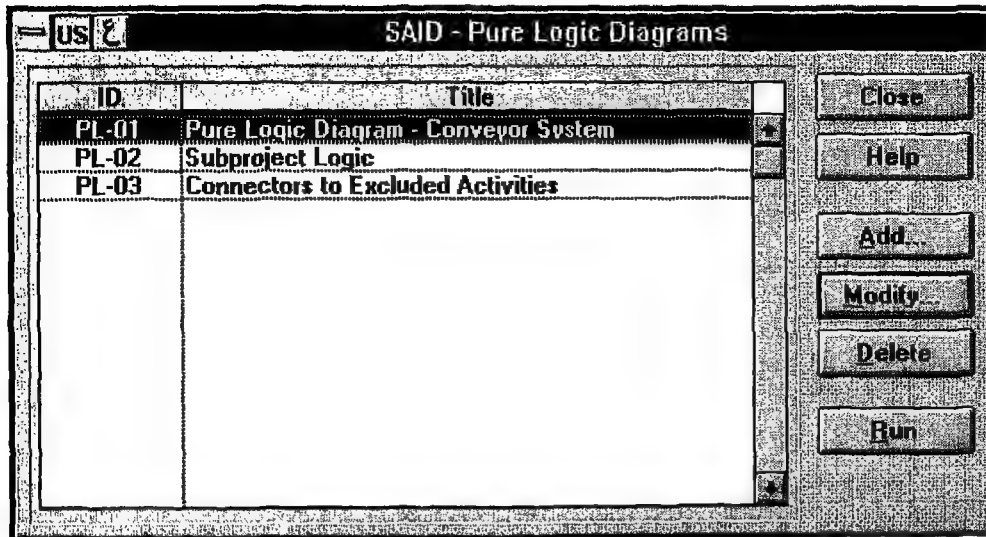 US SAID - Pure Logic Diagrams
ID Title
PL-01 Pure Logic Diagram - Conveyor System
PL-02 Subproject Logic
PL-03 Connectors to Excluded Activities
Close
Help
Add...
Modify...
Delete
Run